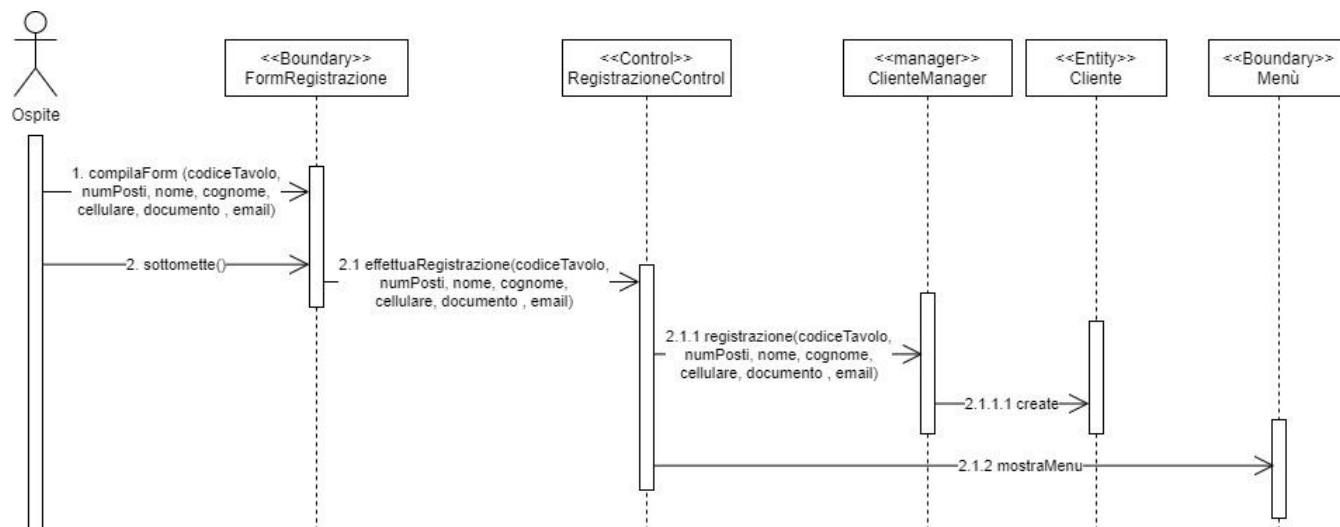 <<Boundary>>
FormRegistrazione
<<Control>>
RegistrazioneControl
<<manager>>
ClienteManager
<<Entity>>
Cliente
<<Boundary>>
Menù
Ospite
1. compilaForm (codiceTavolo,
numPosti, nome, cognome,
cellulare, documento , email)
2. sottomette()
2.1 effettuaRegistrazione(codiceTavolo,
numPosti, nome, cognome,
cellulare, documento , email)
2.1.1 registrazione(codiceTavolo,
numPosti, nome, cognome,
cellulare, documento , email)
2.1.1.1 create
2.1.2 mostraMenu